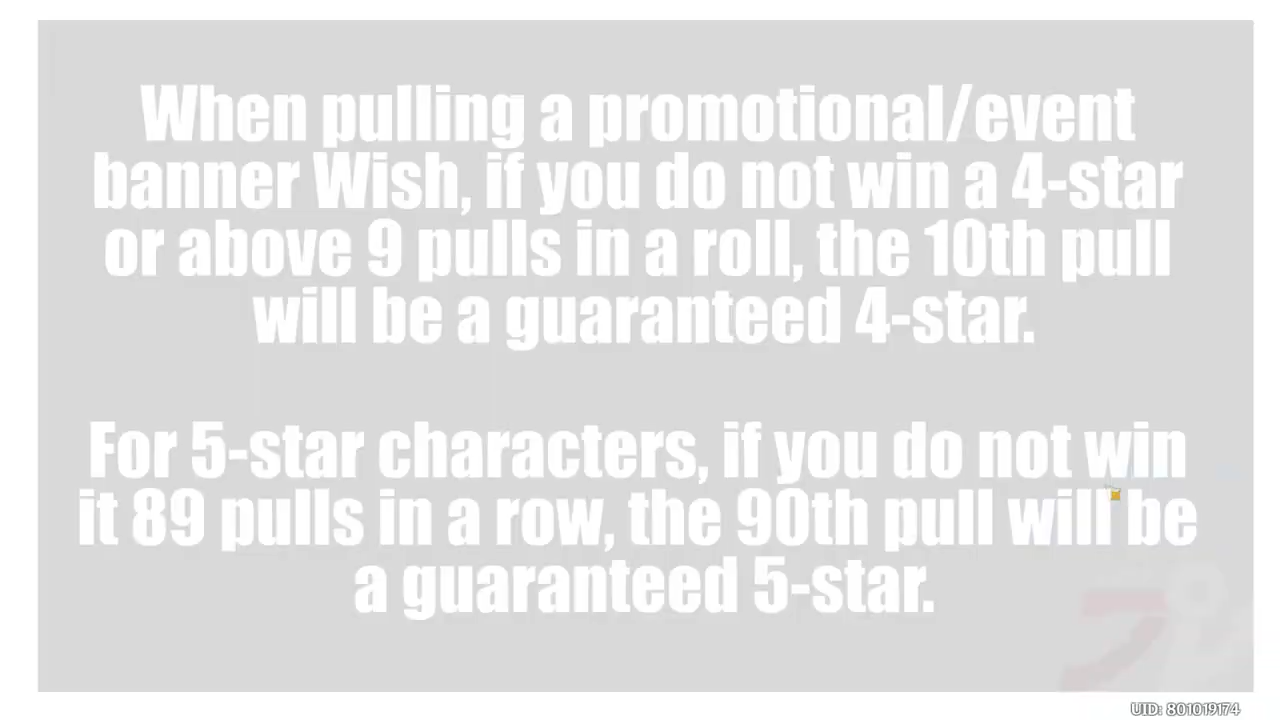 When pulling a promotional/event
banner Wish, if you do not win a 4-star
or above 9 pulls in a roll, the 10th pull
will be a guaranteed 4-star.
For 5-star characters, if you do not win
it 89 pulls in a row, the 90th pull will be
a guaranteed 5-star.
UID: 801019174